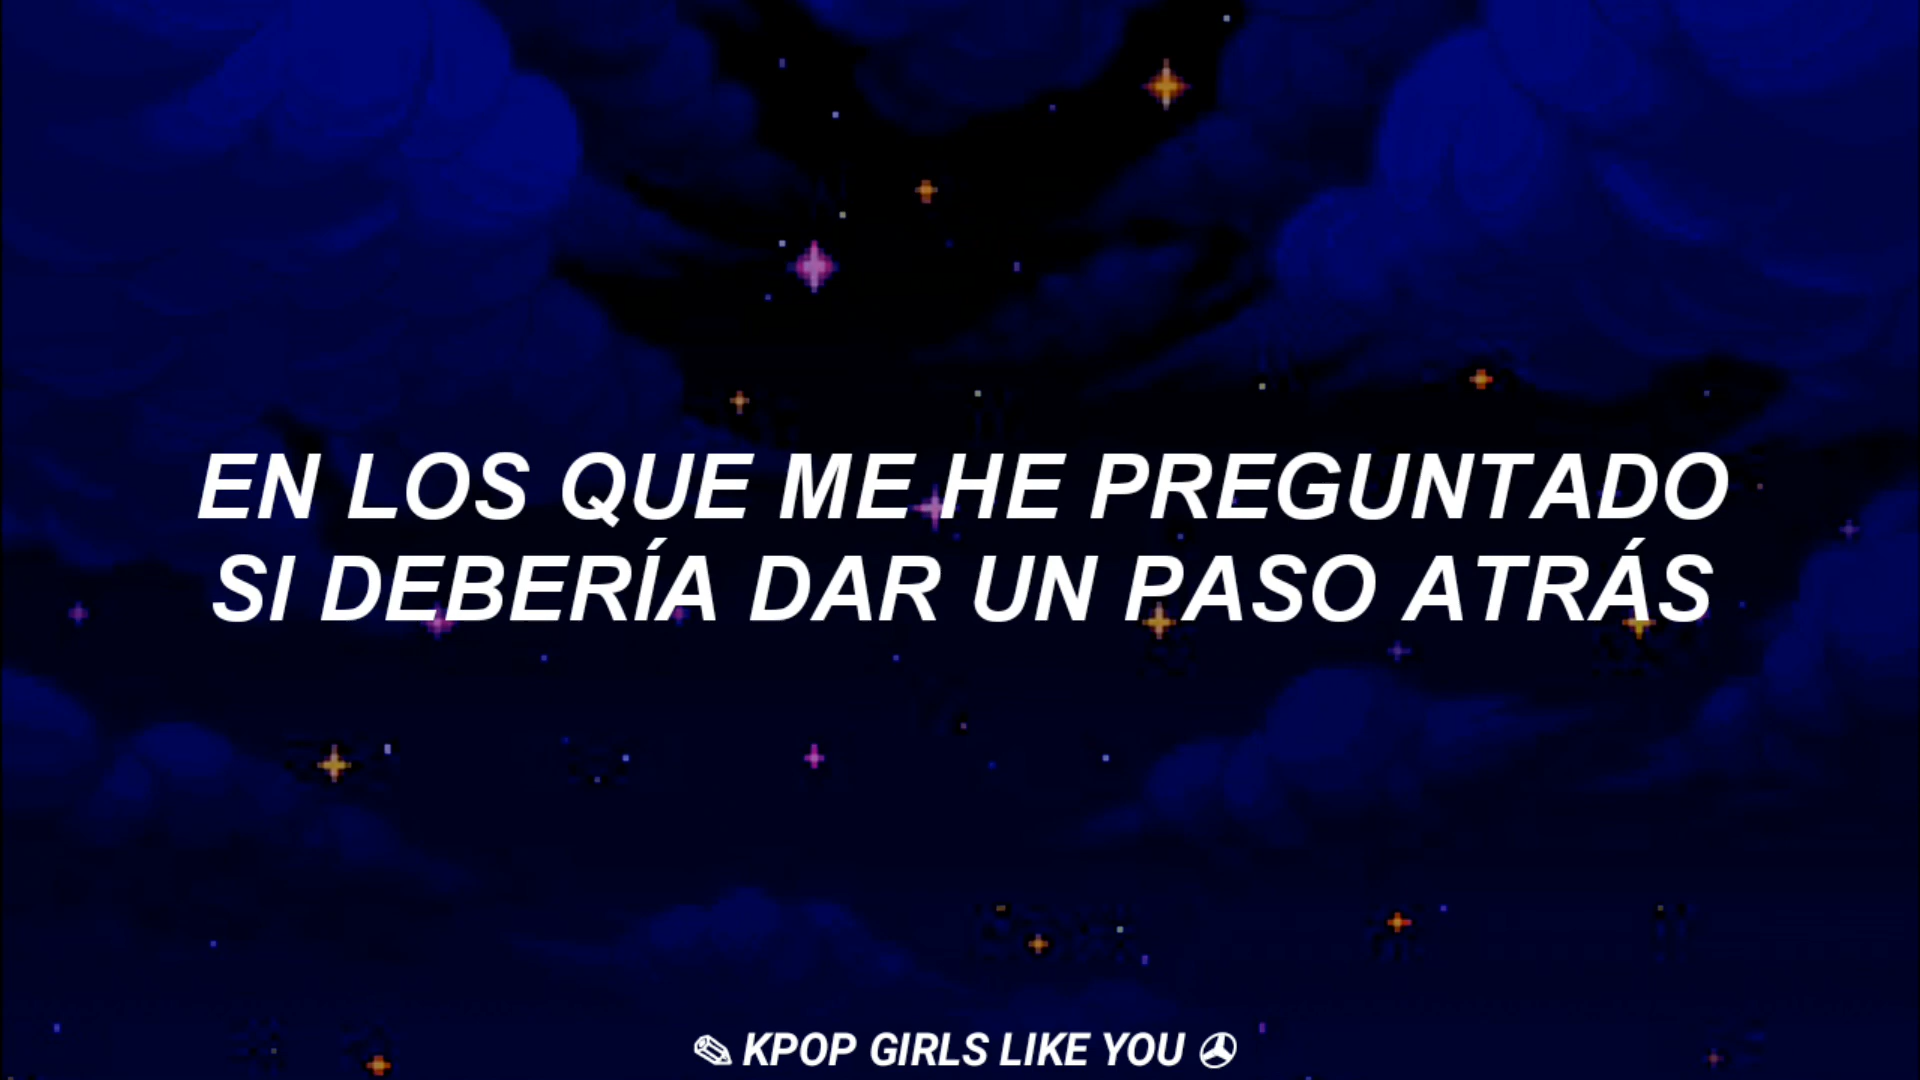 EN LOS QUE ME HE PREGUNTADO
SI DEBERÍA DAR UN PASO ATRÁS
✎ KPOP GIRLS LIKE YOU ✇